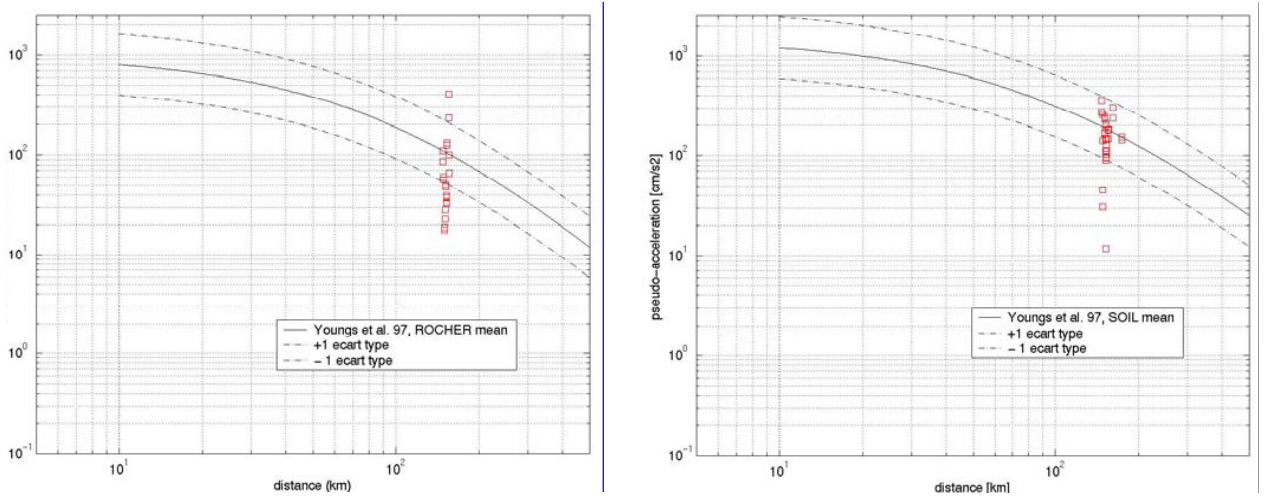 10^3
10^2
10^1
10^0
10^-1
Youngs et al. 97, ROCHER mean
+1 ecart type
- 1 ecart type
10^1
10^2
distance (km)
pseudo-acceleration [cm/s2]
10^3
10^2
10^1
10^0
10^-1
Youngs et al. 97, SOIL mean
+1 ecart type
- 1 ecart type
10^1
10^2
distance [km]